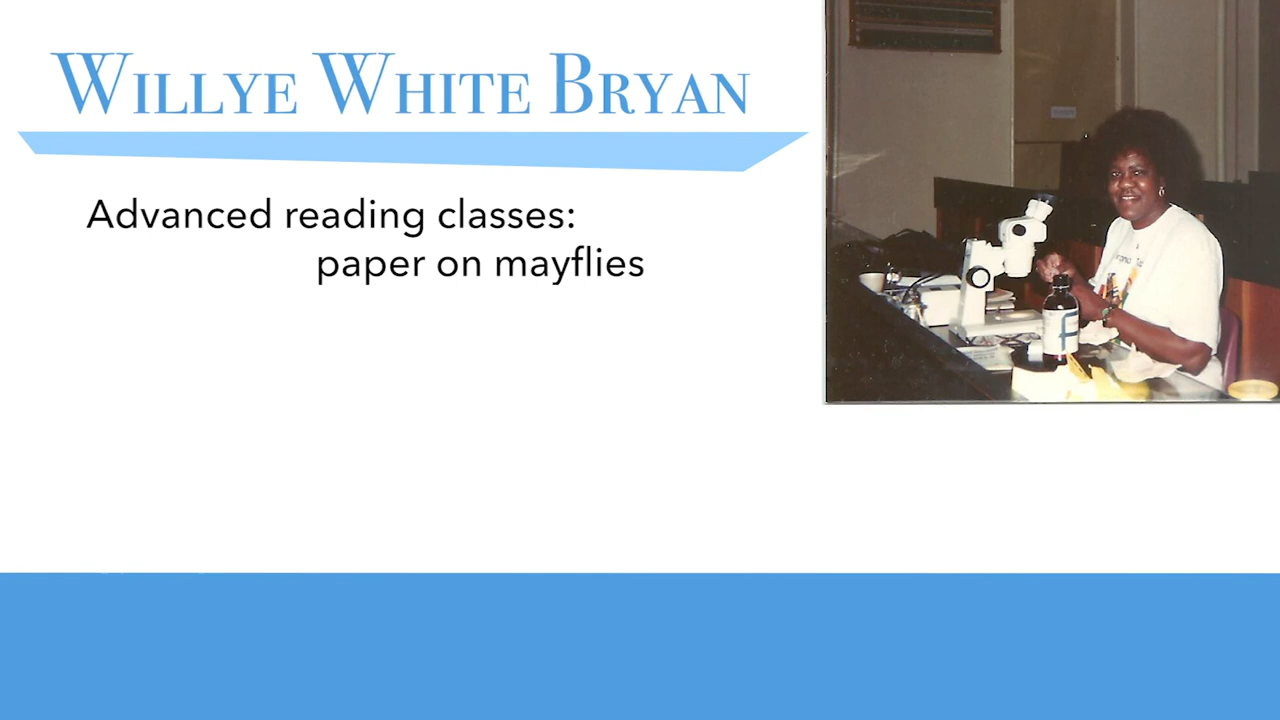 Willye White Bryan
Advanced reading classes:
paper on mayflies